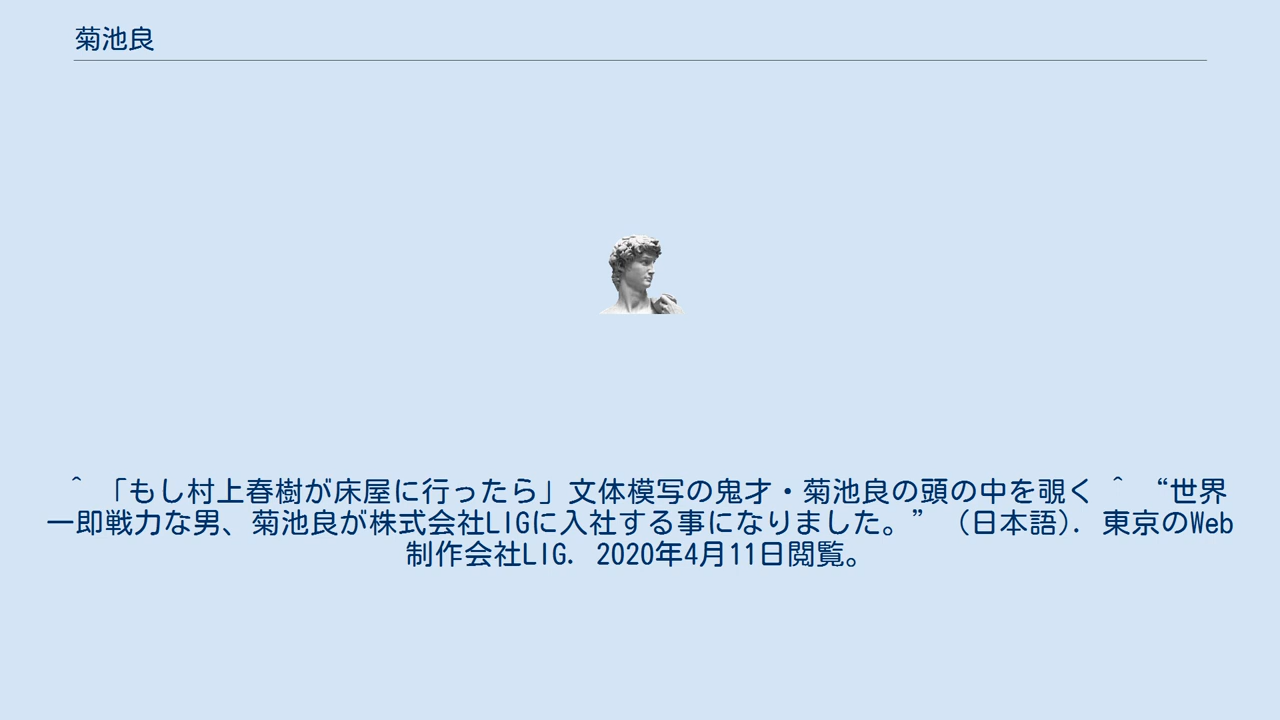 菊池良
^ 「もし村上春樹が床屋に行ったら」文体模写の鬼才・菊池良の頭の中を覗く ^ “世界
一即戦力な男、菊池良が株式会社LIGに入社する事になりました。” (日本語). 東京のWeb
制作会社LIG. 2020年4月11日閲覧。